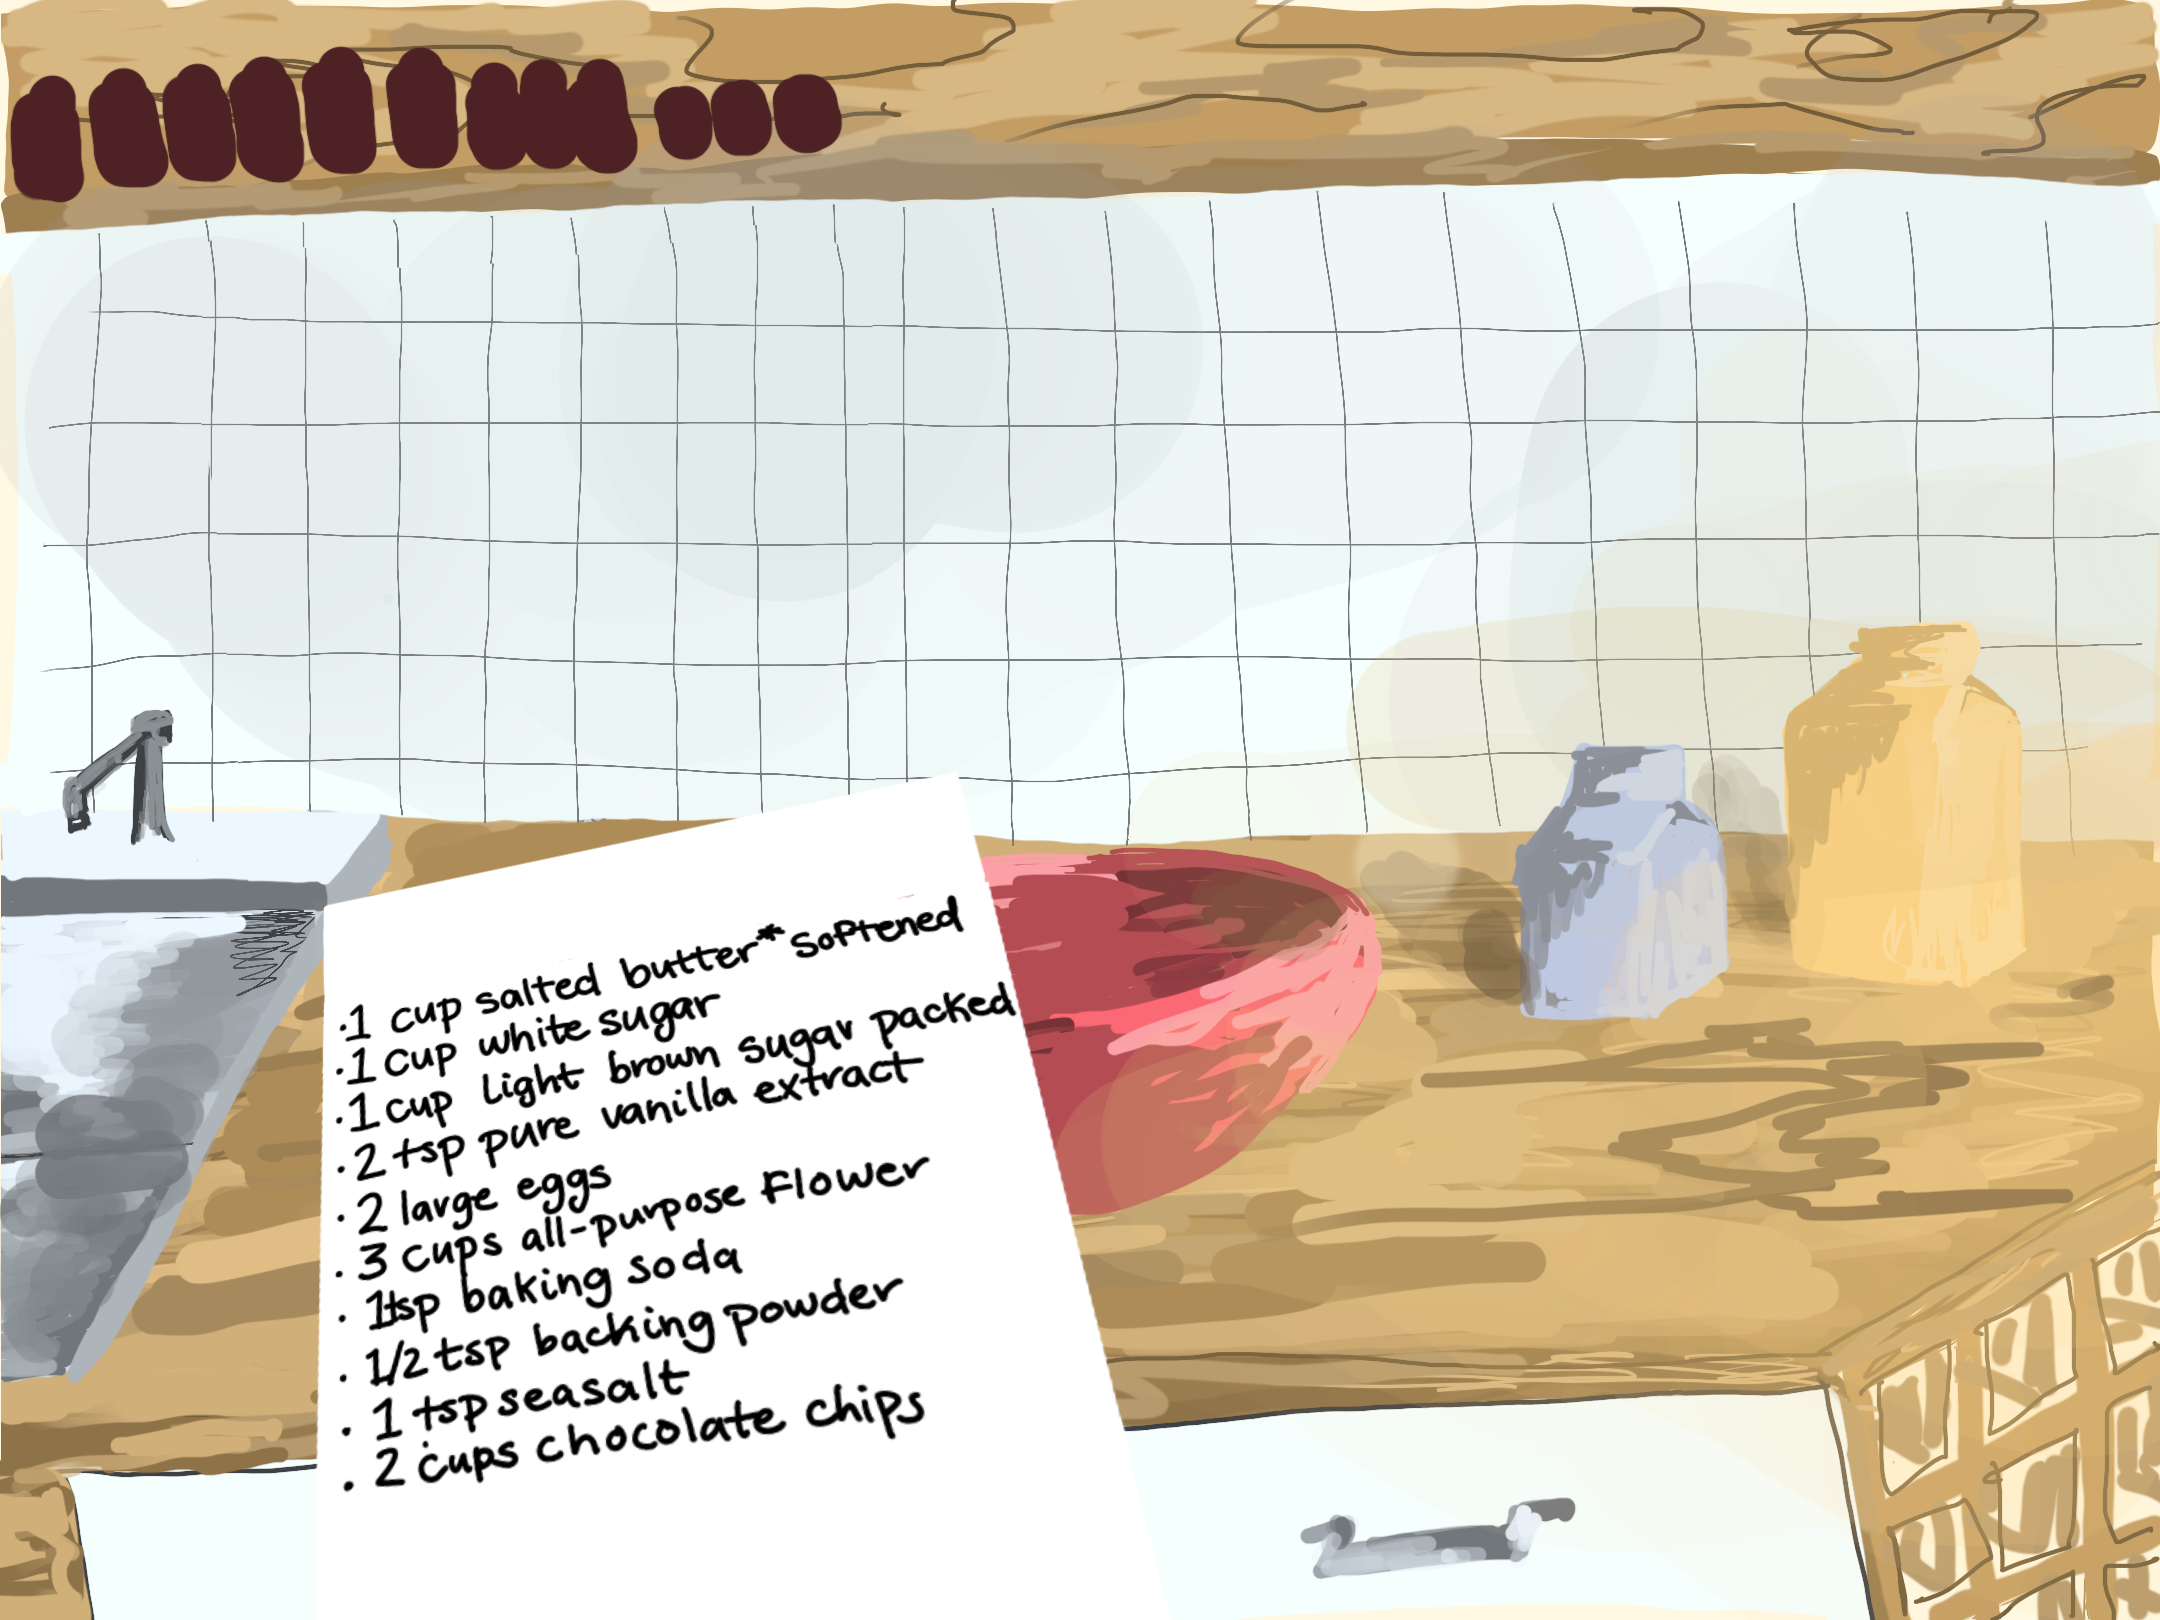 ·1 cup salted butter* softened
·1 cup white sugar
·1 cup Light brown sugar packed
·2 tsp pure vanilla extract
·2 large eggs
·3 cups all-purpose Flower
·1tsp baking soda
·1/2 tsp backing powder
·1 tsp seasalt
·2 cups chocolate chips